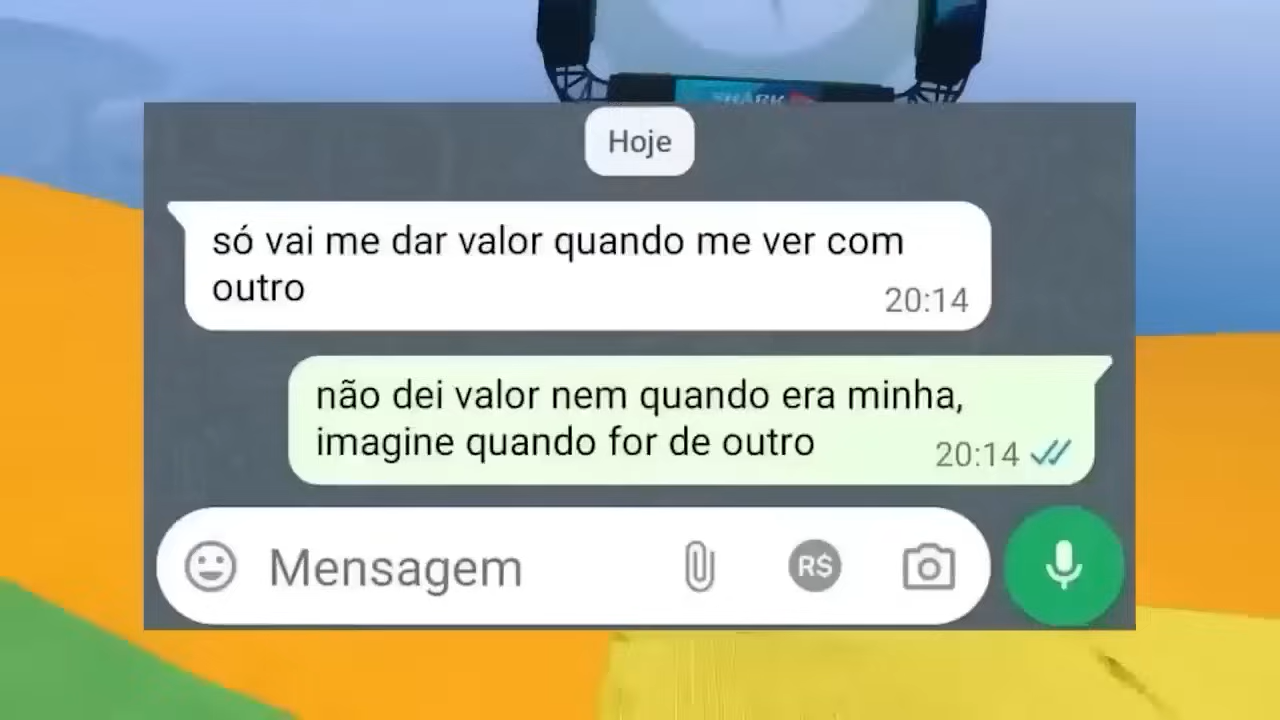 SHARK
Hoje
só vai me dar valor quando me ver com
outro
20:14
não dei valor nem quando era minha,
imagine quando for de outro
20:14
Mensagem
R$